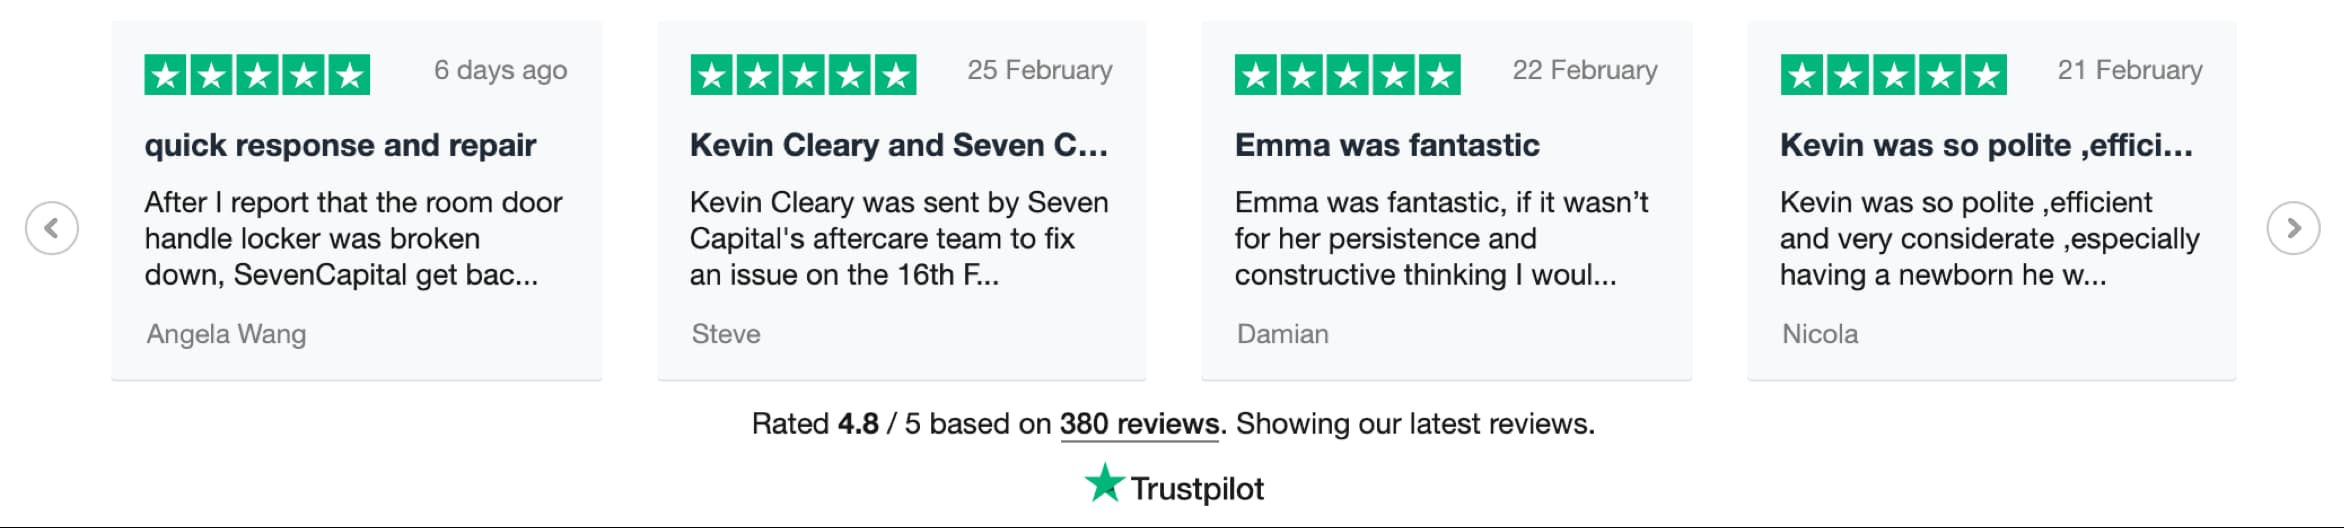 6 days ago
quick response and repair
After I report that the room door
handle locker was broken
down, SevenCapital get bac...
Angela Wang
25 February
Kevin Cleary and Seven C...
Kevin Cleary was sent by Seven
Capital's aftercare team to fix
an issue on the 16th F...
Steve
22 February
Emma was fantastic
Emma was fantastic, if it wasn’t
for her persistence and
constructive thinking I woul...
Damian
21 February
Kevin was so polite ,effici...
Kevin was so polite ,efficient
and very considerate ,especially
having a newborn he w...
Nicola
Rated 4.8 / 5 based on 380 reviews. Showing our latest reviews.
Trustpilot